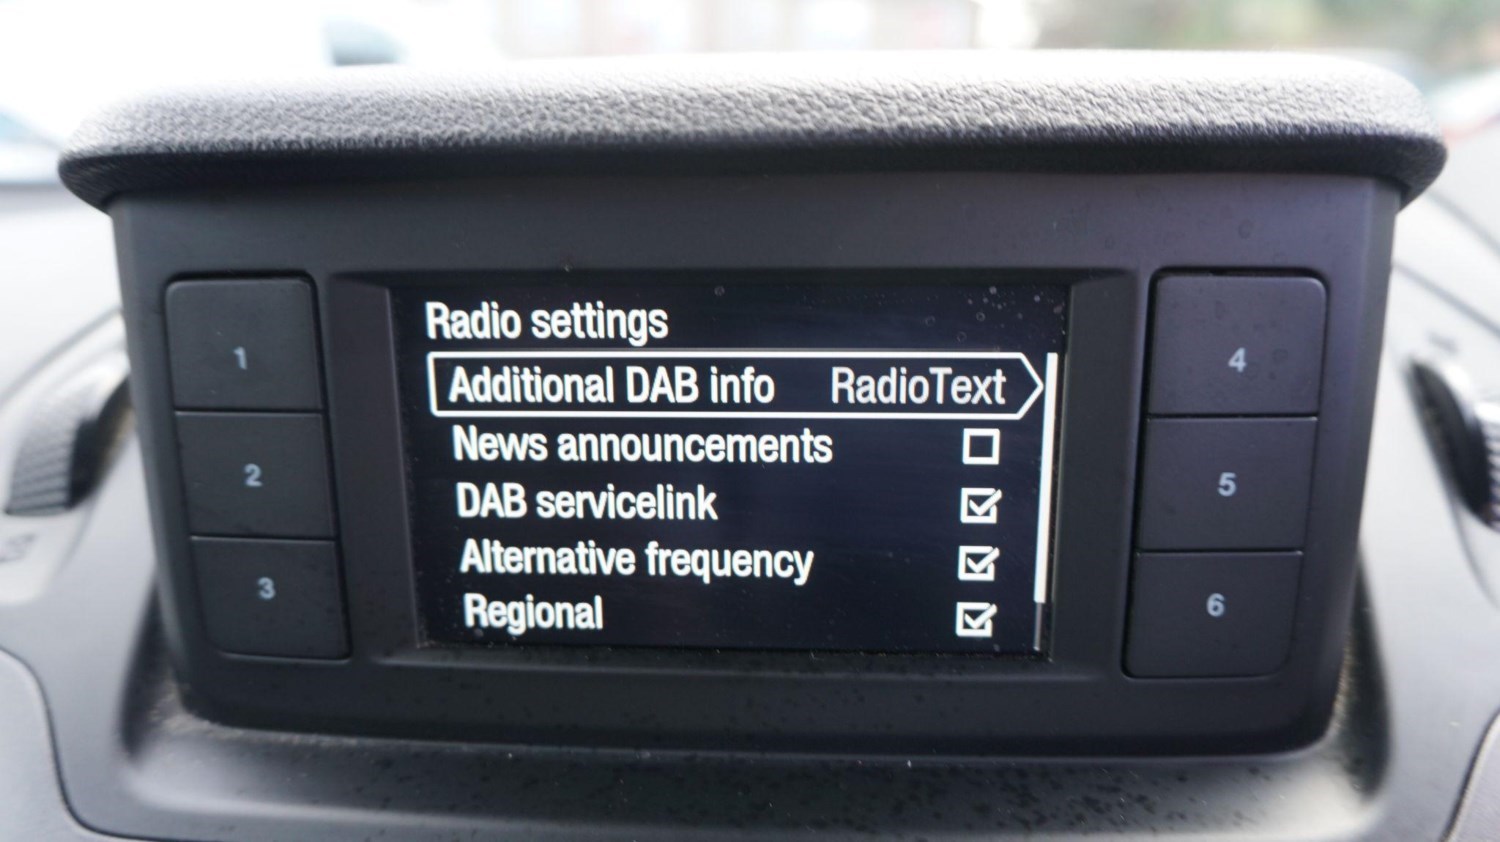 Radio settings
Additional DAB info RadioText
News announcements
DAB servicelink
Alternative frequency
Regional
1
2
3
4
5
6